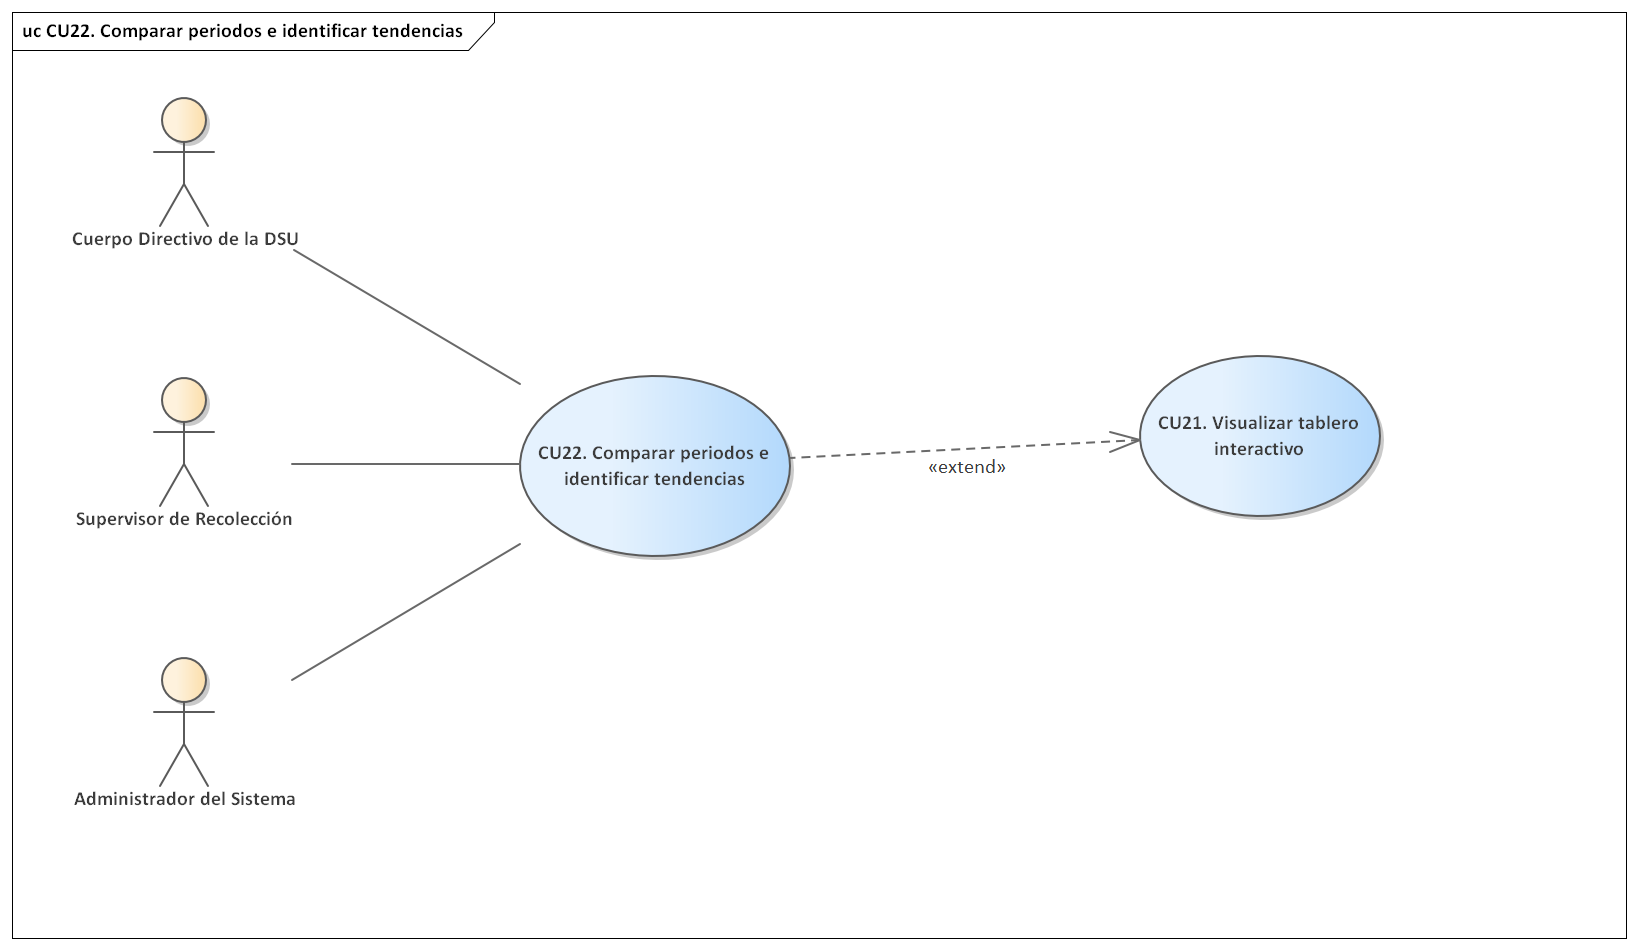 uc CU22. Comparar periodos e identificar tendencias
Cuerpo Directivo de la DSU
Supervisor de Recolección
CU22. Comparar periodos e
identificar tendencias
«extend»
CU21. Visualizar tablero
interactivo
Administrador del Sistema